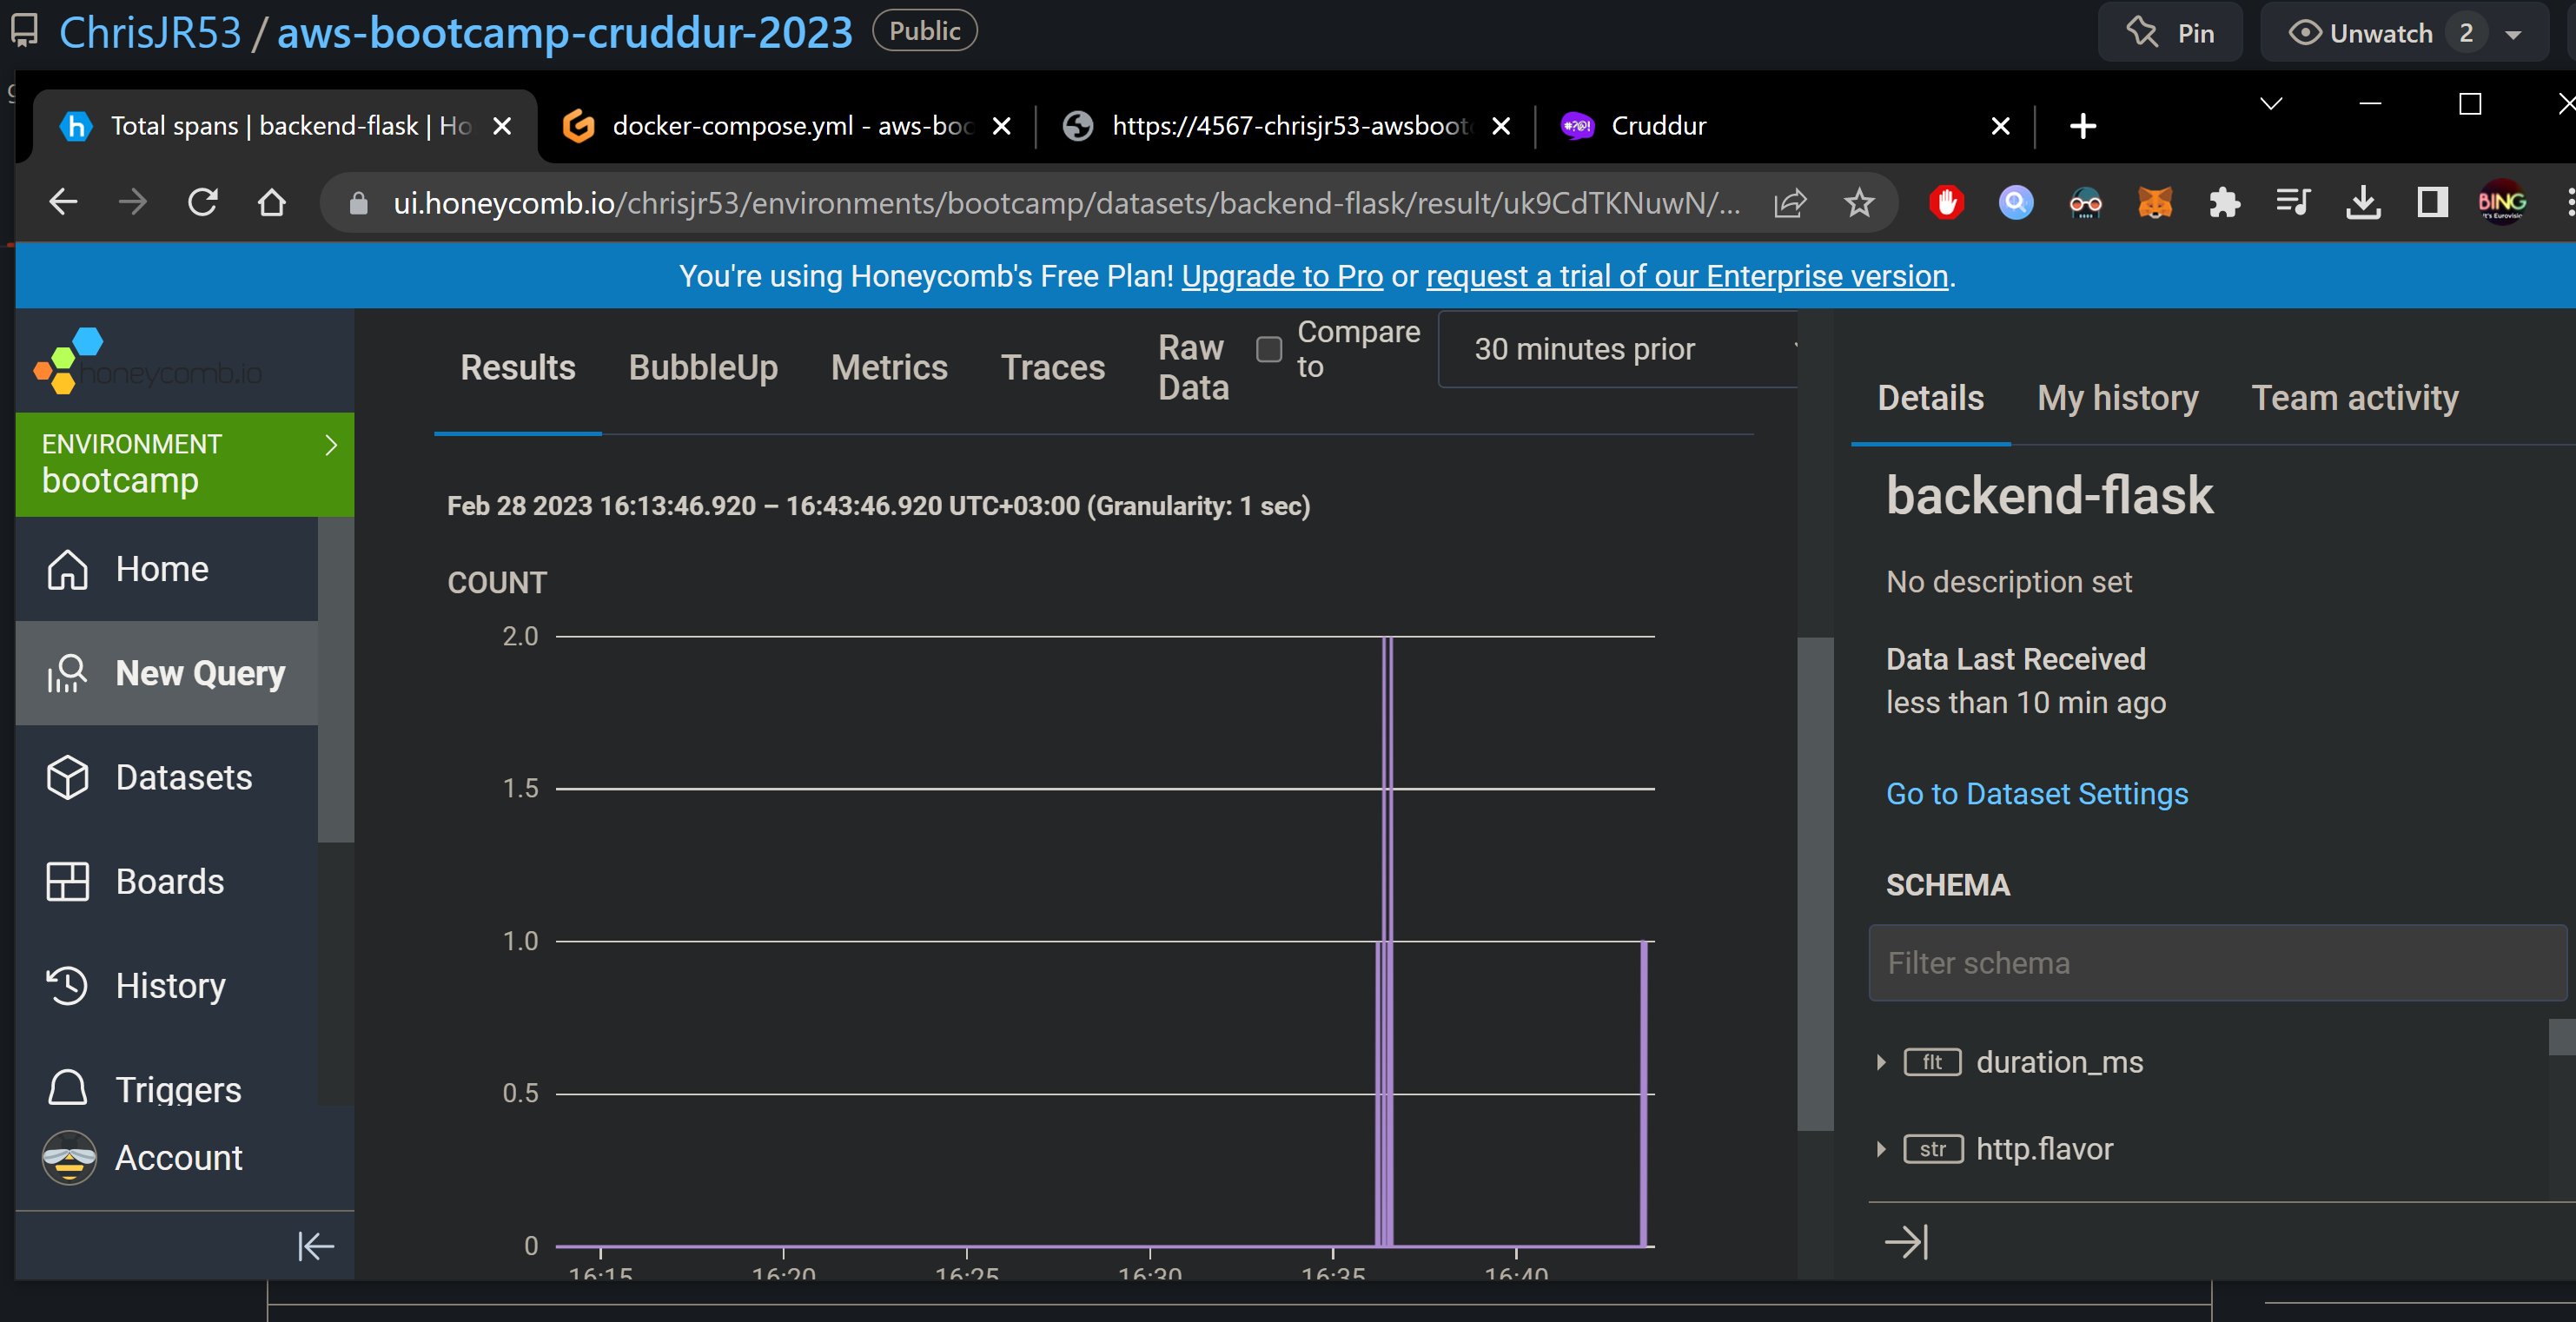 ChrisJR53 / aws-bootcamp-cruddur-2023 Public
Pin
Unwatch 2
Total spans | backend-flask | Ho
docker-compose.yml - aws-boo
https://4567-chrisjr53-awsboot
Cruddur
ui.honeycomb.io/chrisjr53/environments/bootcamp/datasets/backend-flask/result/uk9CdTKNuwN/...
BING
It's Eurovisio
You're using Honeycomb's Free Plan! Upgrade to Pro or request a trial of our Enterprise version.
honeycomb.io
ENVIRONMENT
bootcamp
Home
New Query
Datasets
Boards
History
Triggers
Account
Results
BubbleUp
Metrics
Traces
Raw
Data
Compare
to
30 minutes prior
Feb 28 2023 16:13:46.920 – 16:43:46.920 UTC+03:00 (Granularity: 1 sec)
COUNT
2.0
1.5
1.0
0.5
0
16:15
16:20
16:25
16:30
16:35
16:40
Details
My history
Team activity
backend-flask
No description set
Data Last Received
less than 10 min ago
Go to Dataset Settings
SCHEMA
Filter schema
flt duration_ms
str http.flavor